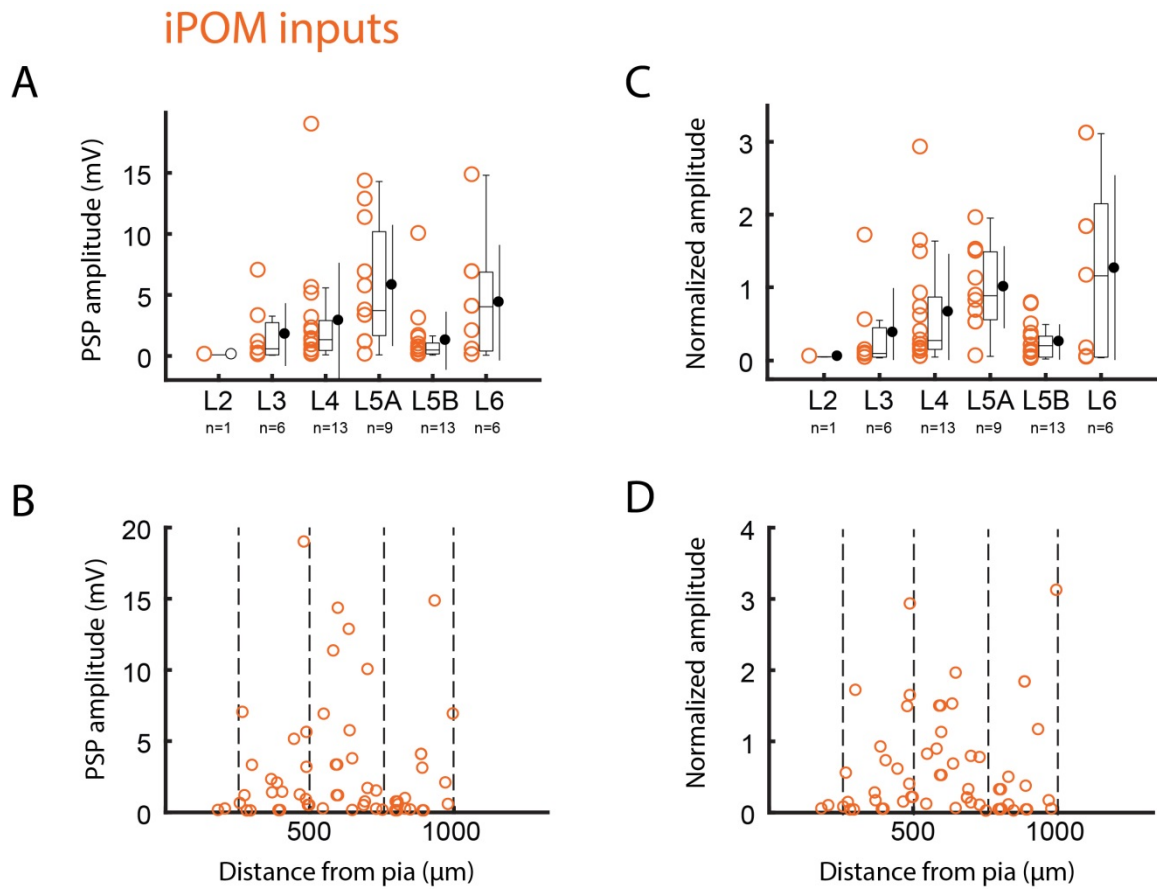 iPOM inputs
A
PSP amplitude (mV)
15
10
5
0
L2 L3 L4 L5A L5B L6
n=1 n=6 n=13 n=9 n=13 n=6
C
Normalized amplitude
3
2
1
0
L2 L3 L4 L5A L5B L6
n=1 n=6 n=13 n=9 n=13 n=6
B
PSP amplitude (mV)
20
15
10
5
0
500 1000
Distance from pia (μm)
D
Normalized amplitude
4
3
2
1
0
500 1000
Distance from pia (μm)